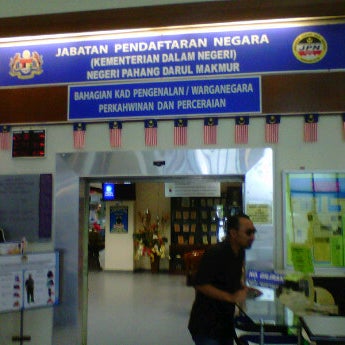 JABATAN PENDAFTARAN NEGARA
(KEMENTERIAN DALAM NEGERI)
NEGERI PAHANG DARUL MAKMUR
JPN
BAHAGIAN KAD PENGENALAN / WARGANEGARA
PERKAHWINAN DAN PERCERAIAN